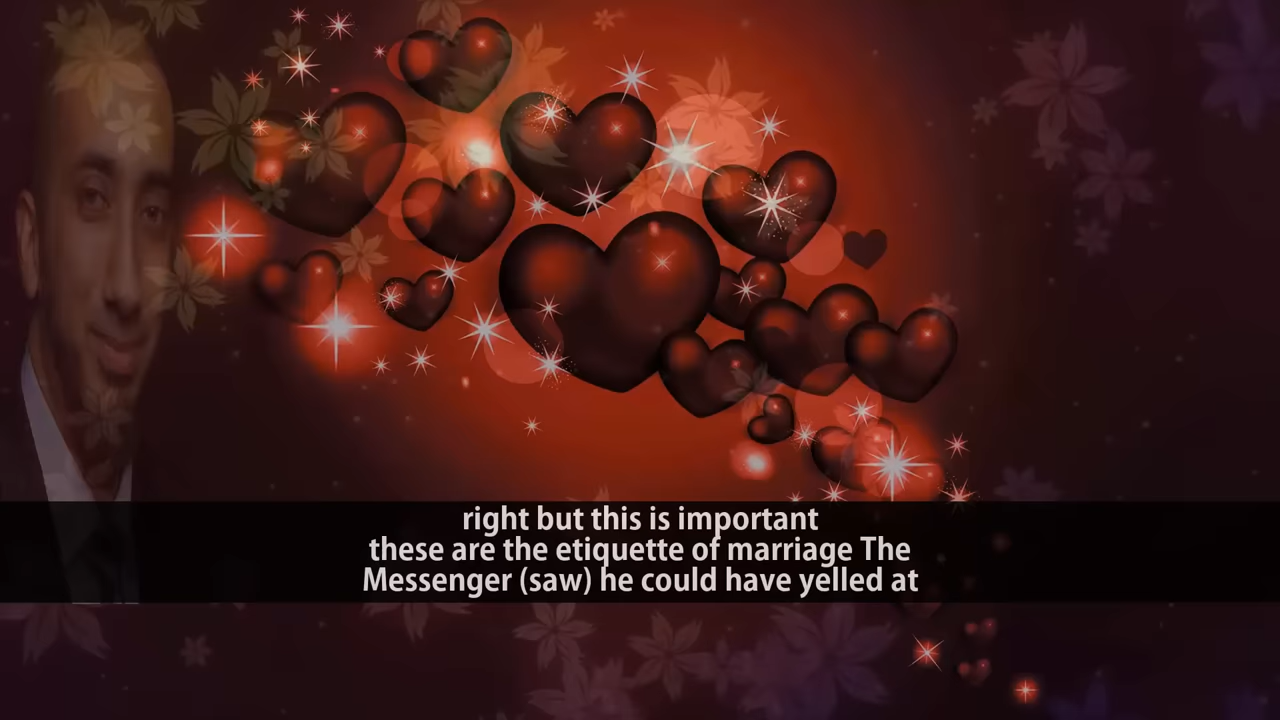 right but this is important
these are the etiquette of marriage The
Messenger (saw) he could have yelled at